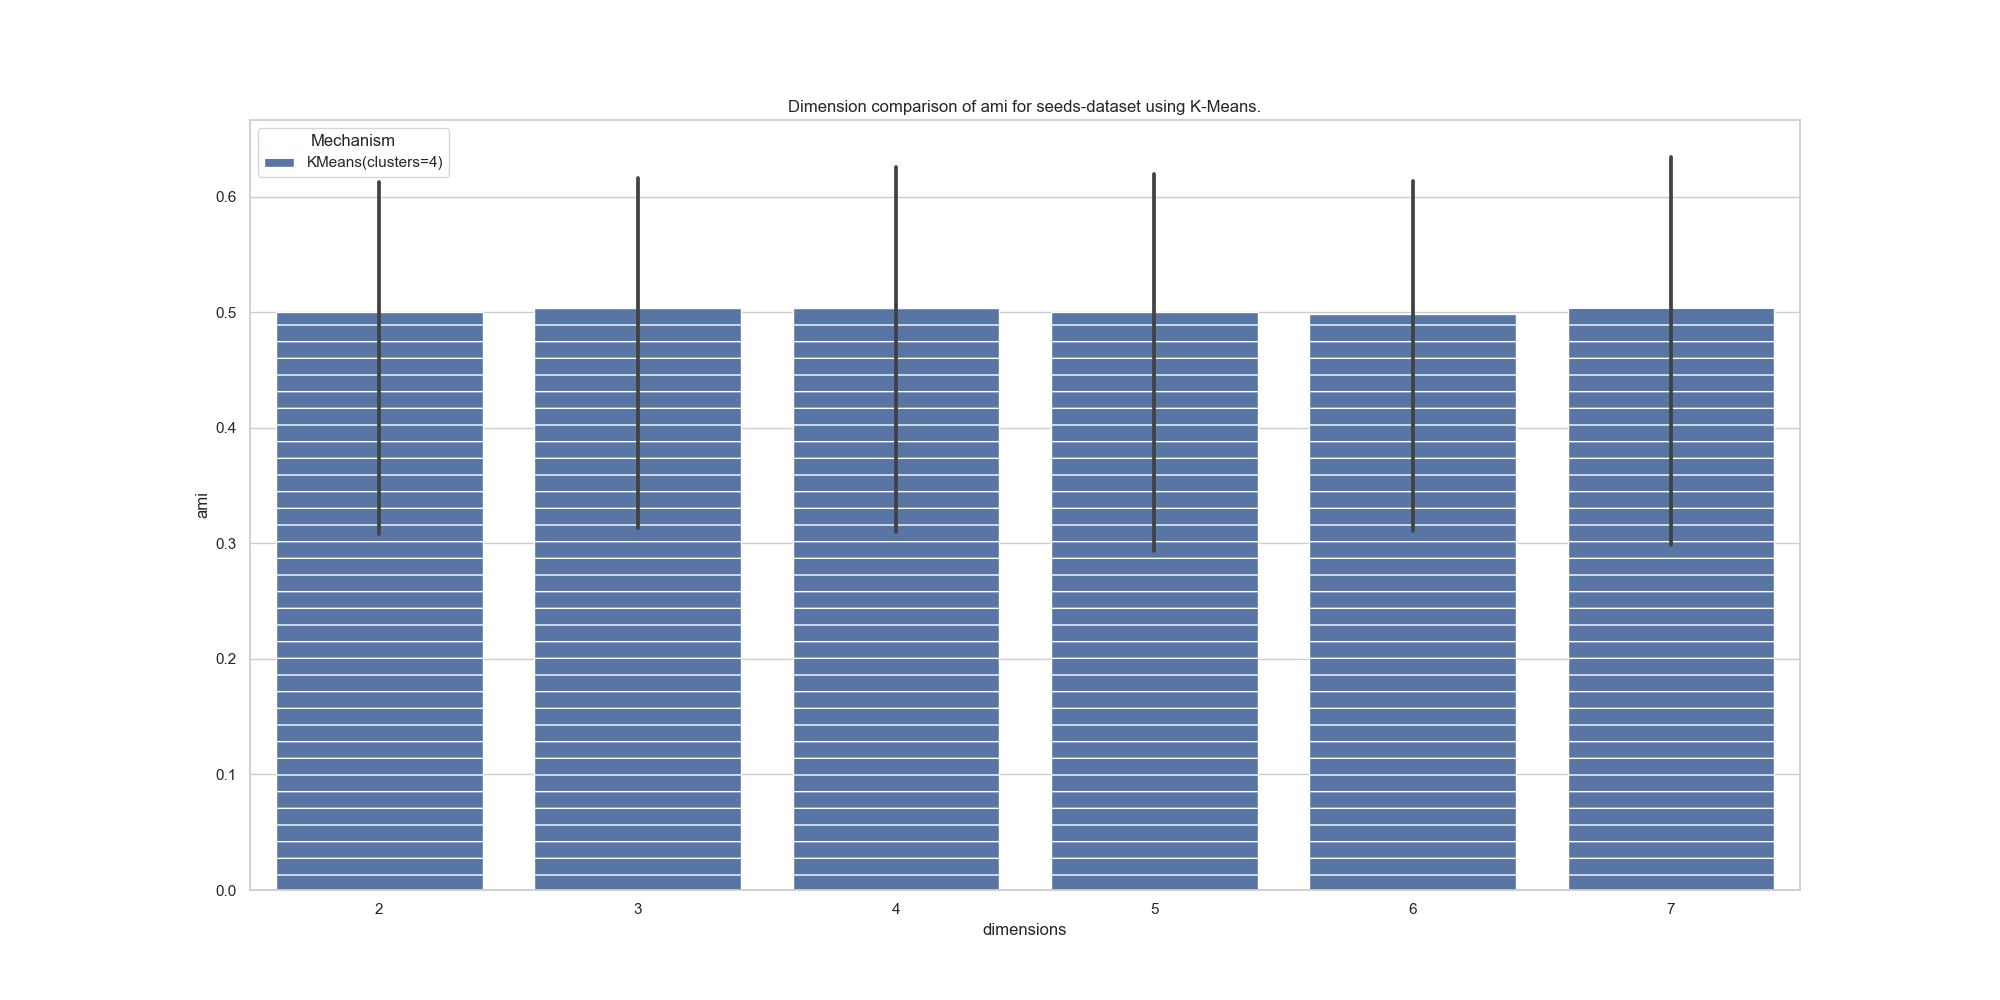 Dimension comparison of ami for seeds-dataset using K-Means.
Mechanism
KMeans(clusters=4)
0.6
0.5
0.4
0.3
0.2
0.1
0.0
ami
2 3 4 5 6 7
dimensions